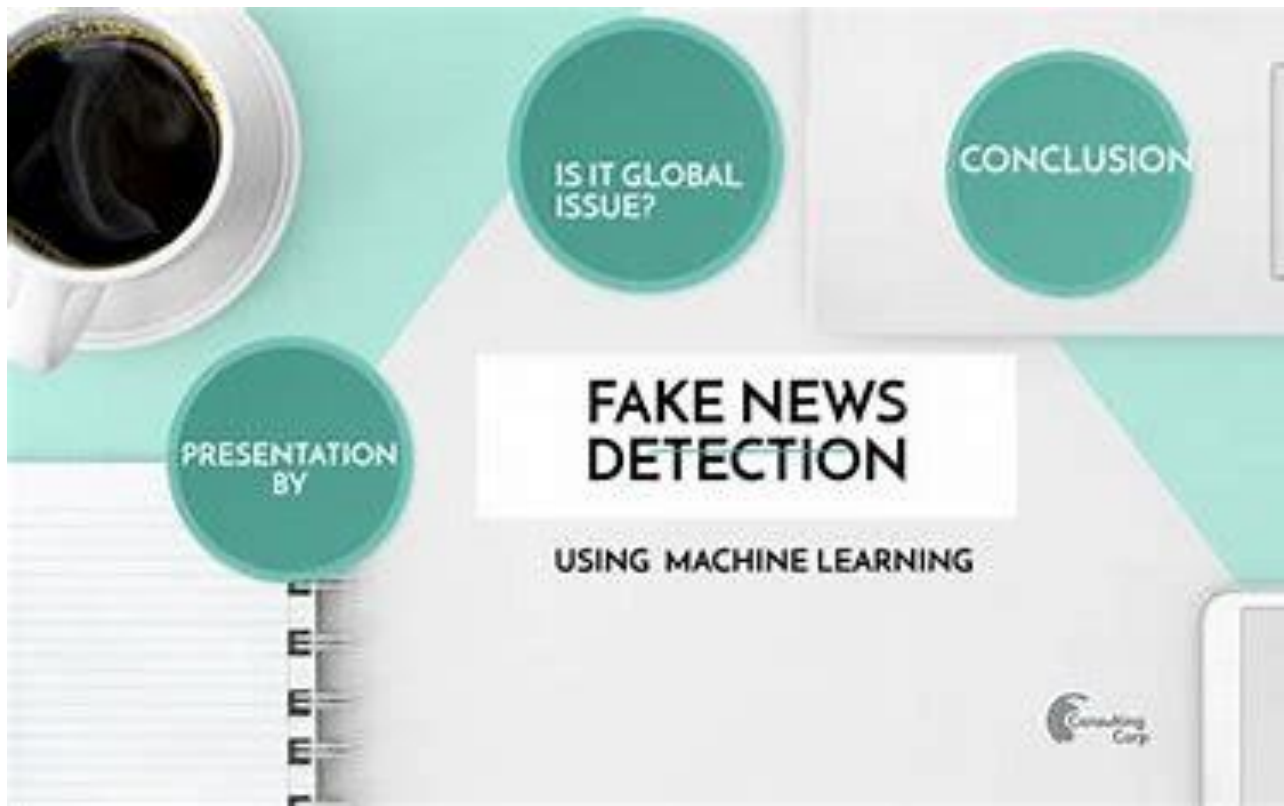 IS IT GLOBAL
ISSUE?
CONCLUSION
PRESENTATION
BY
FAKE NEWS
DETECTION
USING MACHINE LEARNING
Consulting
Corp